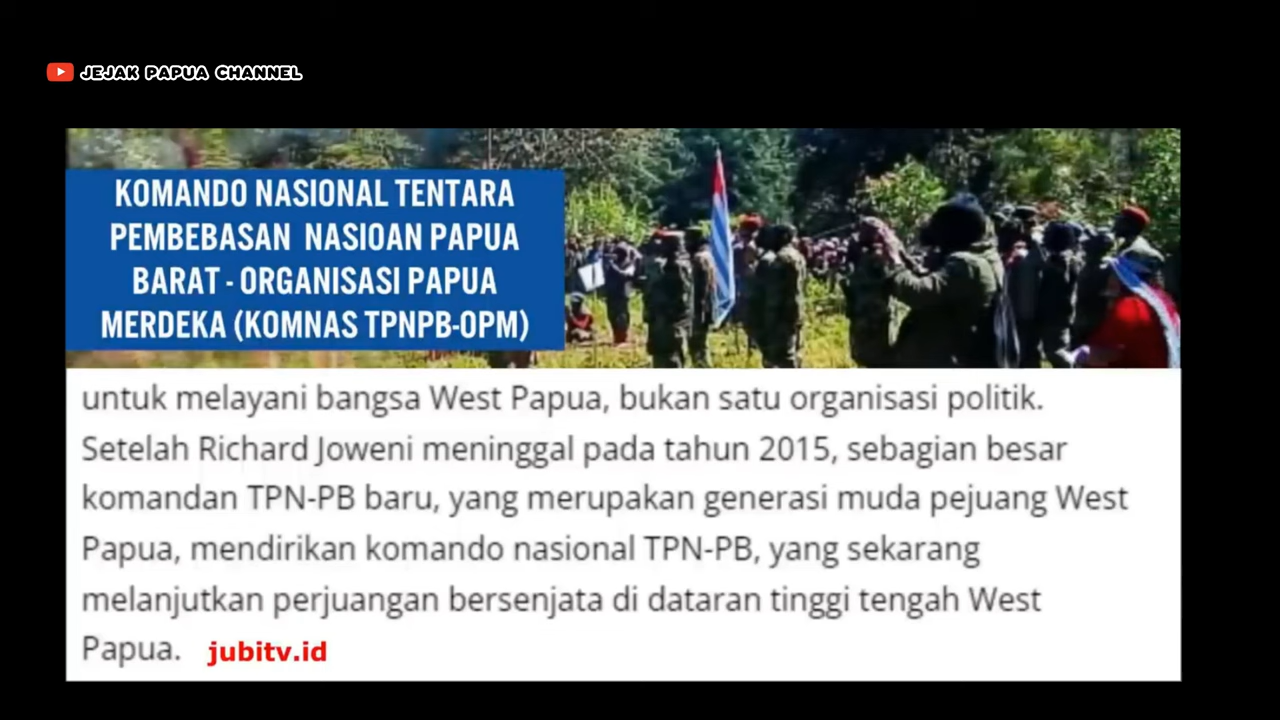 JEJAK PAPUA CHANNEL
KOMANDO NASIONAL TENTARA
PEMBEBASAN NASIOAN PAPUA
BARAT - ORGANISASI PAPUA
MERDEKA (KOMNAS TPNPB-OPM)
untuk melayani bangsa West Papua, bukan satu organisasi politik.
Setelah Richard Joweni meninggal pada tahun 2015, sebagian besar
komandan TPN-PB baru, yang merupakan generasi muda pejuang West
Papua, mendirikan komando nasional TPN-PB, yang sekarang
melanjutkan perjuangan bersenjata di dataran tinggi tengah West
Papua. jubitv.id